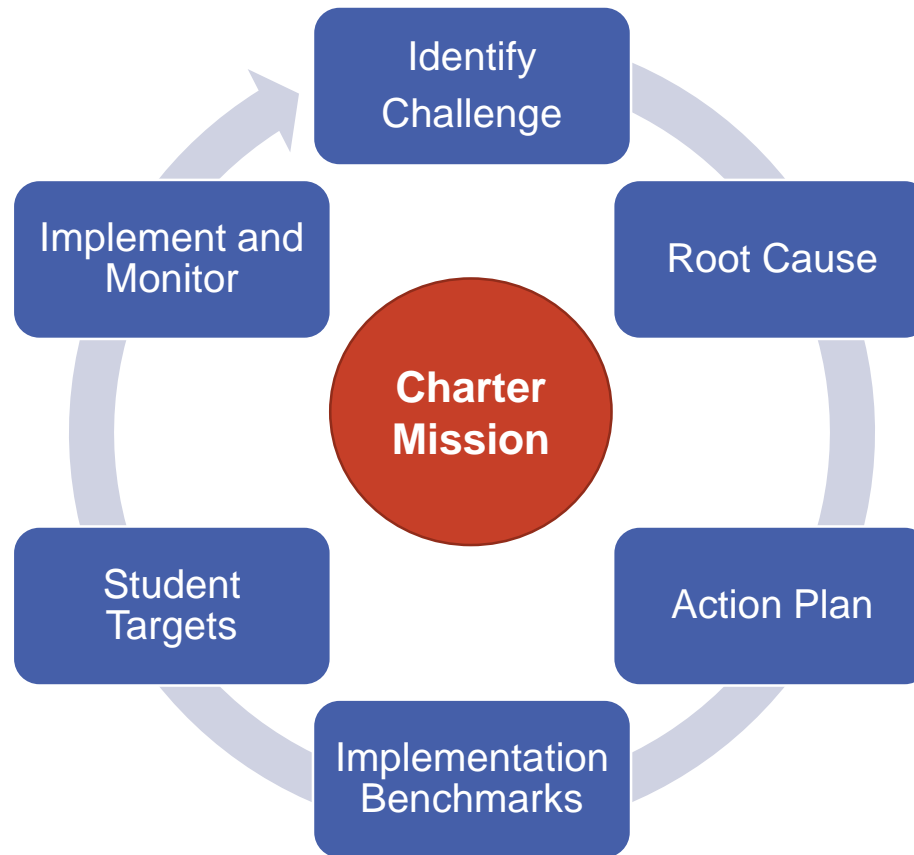 Identify
Challenge
Root Cause
Action Plan
Implementation
Benchmarks
Student
Targets
Implement and
Monitor
Charter
Mission